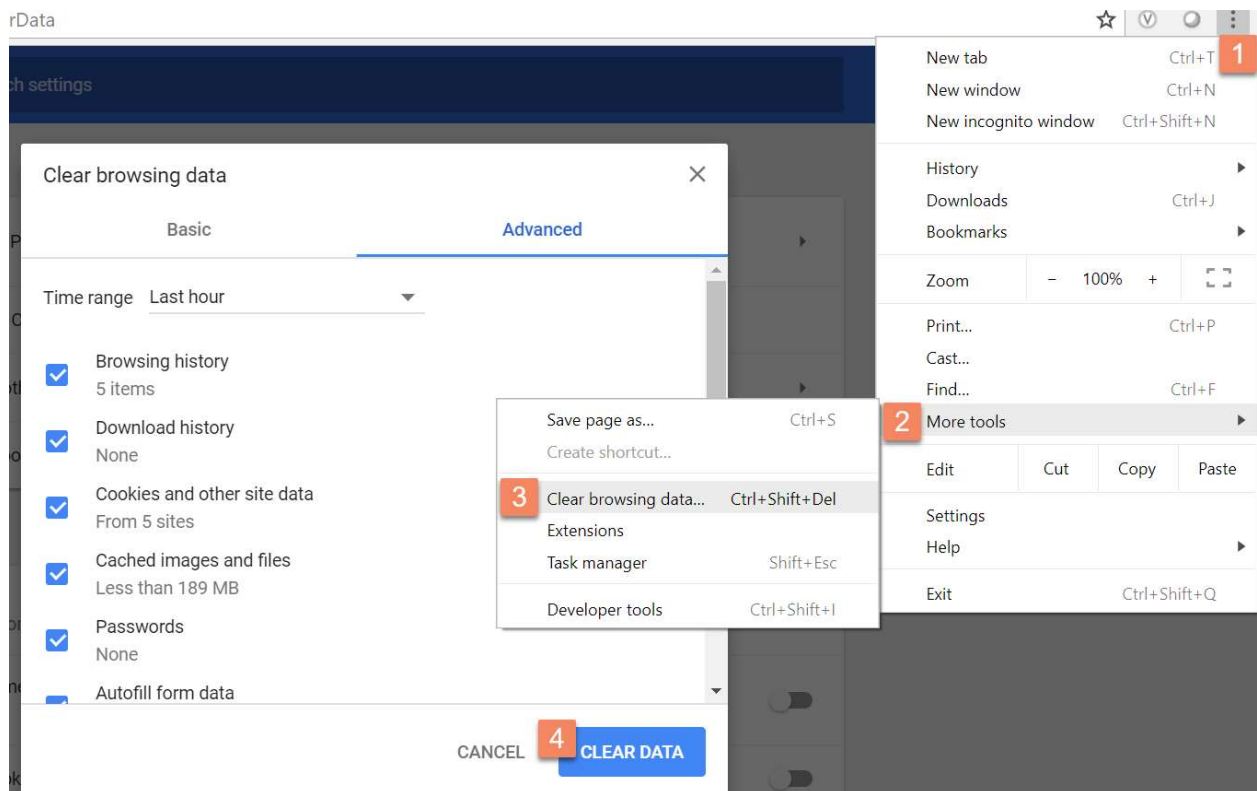 rData
ch settings
1
New tab Ctrl+T
New window Ctrl+N
New incognito window Ctrl+Shift+N
History
Downloads Ctrl+J
Bookmarks
Zoom - 100% +
Print... Ctrl+P
Cast...
Find... Ctrl+F
2 More tools
Edit Cut Copy Paste
Settings
Help
Exit Ctrl+Shift+Q
Save page as... Ctrl+S
Create shortcut...
3 Clear browsing data... Ctrl+Shift+Del
Extensions
Task manager Shift+Esc
Developer tools Ctrl+Shift+I
Clear browsing data
Basic Advanced
Time range Last hour
Browsing history
5 items
Download history
None
Cookies and other site data
From 5 sites
Cached images and files
Less than 189 MB
Passwords
None
Autofill form data
CANCEL 4 CLEAR DATA